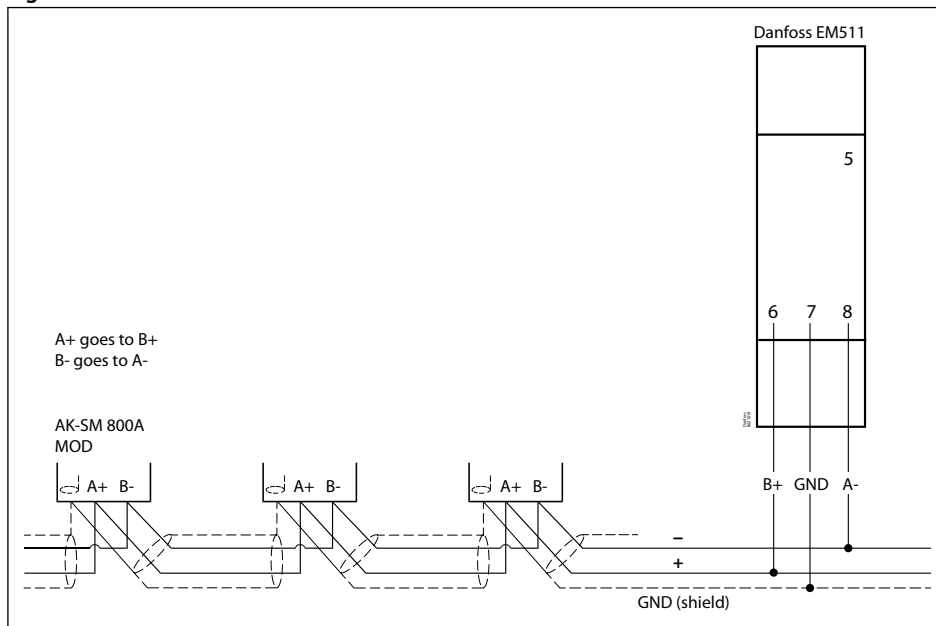 Danfoss EM511
5
6 7 8
A+ goes to B+
B- goes to A-
AK-SM 800A
MOD
A+ B-
A+ B-
A+ B-
B+ GND A-
–
+
GND (shield)